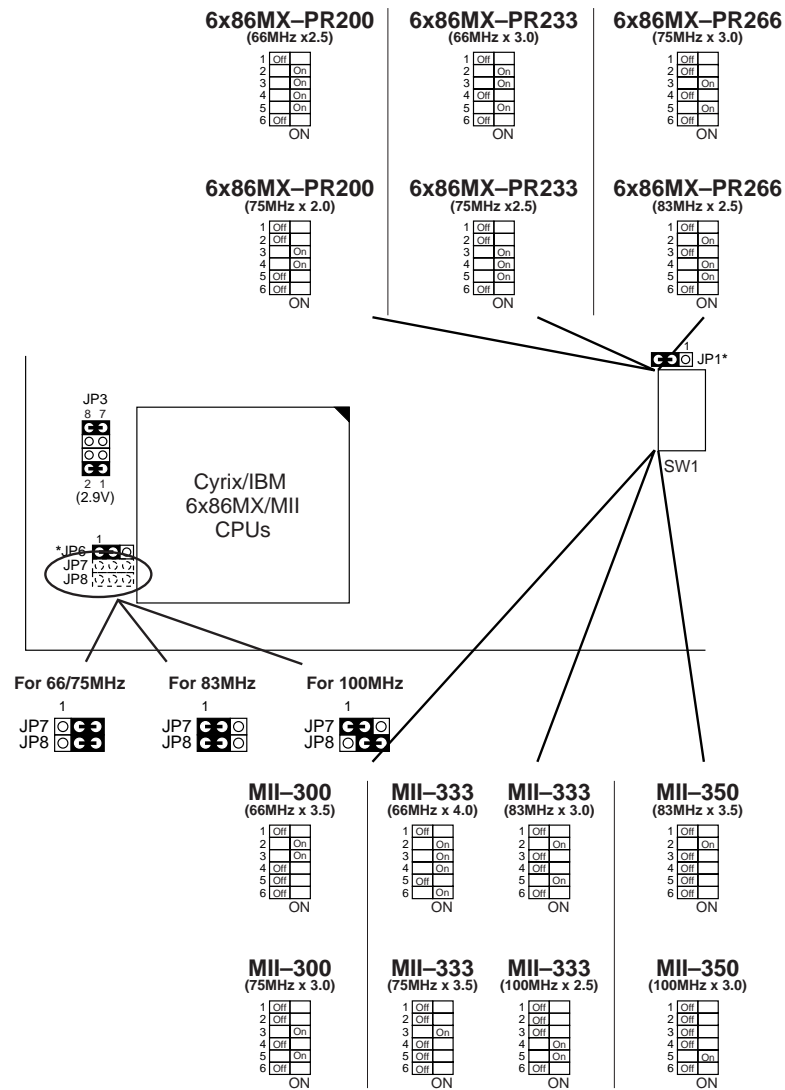 6x86MX–PR200 6x86MX–PR233 6x86MX–PR266
(66MHz x2.5) (66MHz x 3.0) (75MHz x 3.0)
1 Off 1 Off 1 Off
2 On 2 On 2 Off
3 On 3 On 3 On
4 On 4 Off 4 Off
5 On 5 On 5 On
6 Off 6 Off 6 Off
ON ON ON
6x86MX–PR200 6x86MX–PR233 6x86MX–PR266
(75MHz x 2.0) (75MHz x2.5) (83MHz x 2.5)
1 Off 1 Off 1 Off
2 Off 2 Off 2 On
3 On 3 On 3 Off
4 On 4 On 4 On
5 Off 5 On 5 On
6 Off 6 Off 6 Off
ON ON ON
1
JP1*
SW1
JP3
8 7
2 1
(2.9V)
Cyrix/IBM
6x86MX/MII
CPUs
1
*JP6
JP7
JP8
For 66/75MHz For 83MHz For 100MHz
1 1 1
JP7 JP7 JP7
JP8 JP8 JP8
MII–300 MII–333 MII–333 MII–350
(66MHz x 3.5) (66MHz x 4.0) (83MHz x 3.0) (83MHz x 3.5)
1 Off 1 Off 1 Off 1 Off
2 On 2 On 2 On 2 On
3 On 3 On 3 Off 3 Off
4 Off 4 On 4 Off 4 Off
5 Off 5 Off 5 On 5 Off
6 Off 6 On 6 Off 6 Off
ON ON ON ON
MII–300 MII–333 MII–333 MII–350
(75MHz x 3.0) (75MHz x 3.5) (100MHz x 2.5) (100MHz x 3.0)
1 Off 1 Off 1 Off 1 Off
2 Off 2 Off 2 Off 2 Off
3 On 3 On 3 Off 3 Off
4 Off 4 Off 4 On 4 Off
5 On 5 Off 5 On 5 On
6 Off 6 Off 6 Off 6 Off
ON ON ON ON